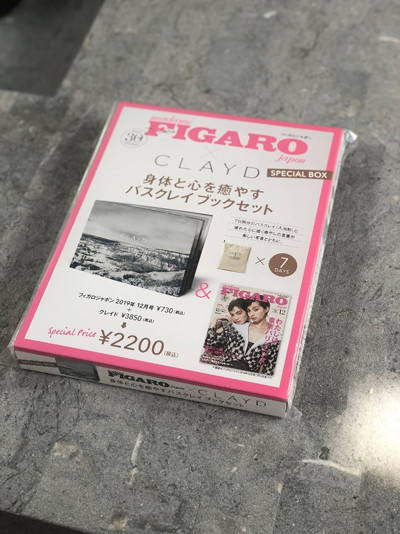 madame
FIGARO
japon
30
×
CLAYD
SPECIAL BOX
身体と心を癒やす
バスクレイ ブックセット
× 7
DAYS
&
フィガロジャポン 2019年 12月号 ¥730(税込)
+
クレイド ¥3850(税込)
Special Price
¥2200(税込)
FIGARO
12
FIGARO japon
CLAYD
身体と心を癒やすバスクレイ ブックセット